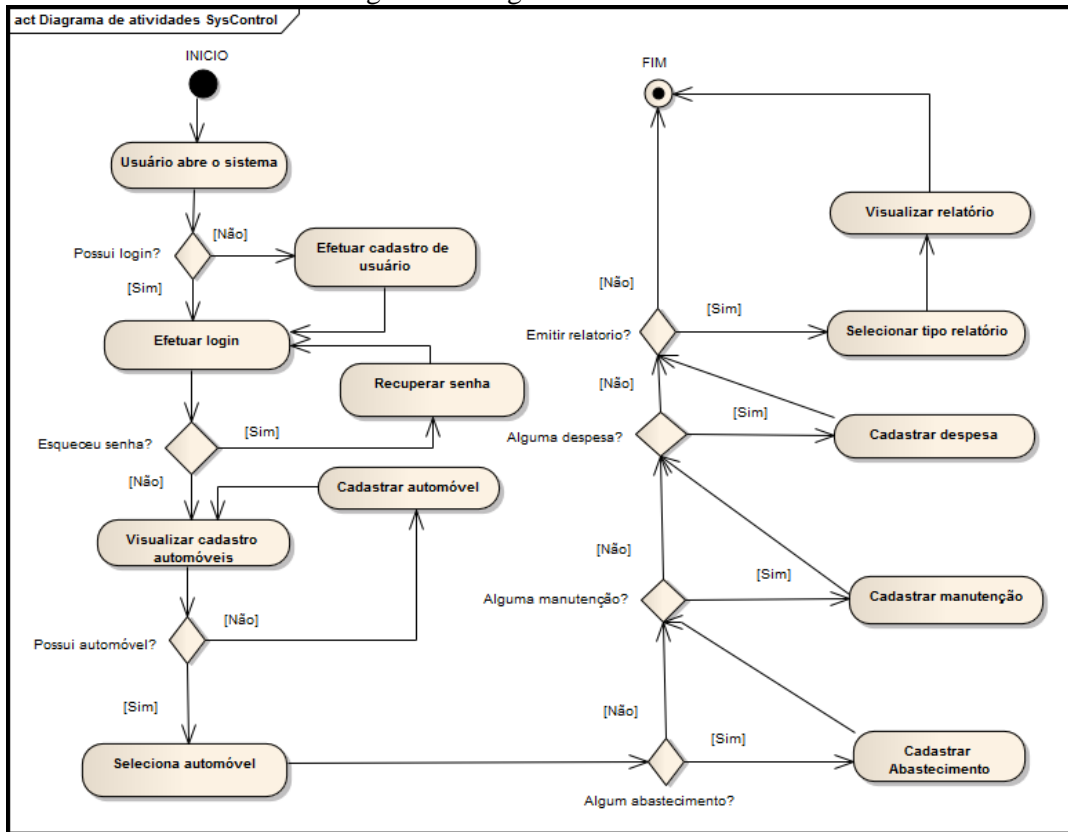 act Diagrama de atividades SysControl
INICIO
Usuário abre o sistema
Possui login?
[Não]
Efetuar cadastro de
usuário
[Sim]
Efetuar login
Recuperar senha
Esqueceu senha?
[Sim]
[Não]
Cadastrar automóvel
Visualizar cadastro
automóveis
[Não]
Possui automóvel?
[Sim]
Seleciona automóvel
FIM
Visualizar relatório
[Não]
[Sim]
Emitir relatorio?
Selecionar tipo relatório
[Não]
[Sim]
Alguma despesa?
Cadastrar despesa
[Não]
[Sim]
Alguma manutenção?
Cadastrar manutenção
[Não]
[Sim]
Cadastrar
Abastecimento
Algum abastecimento?